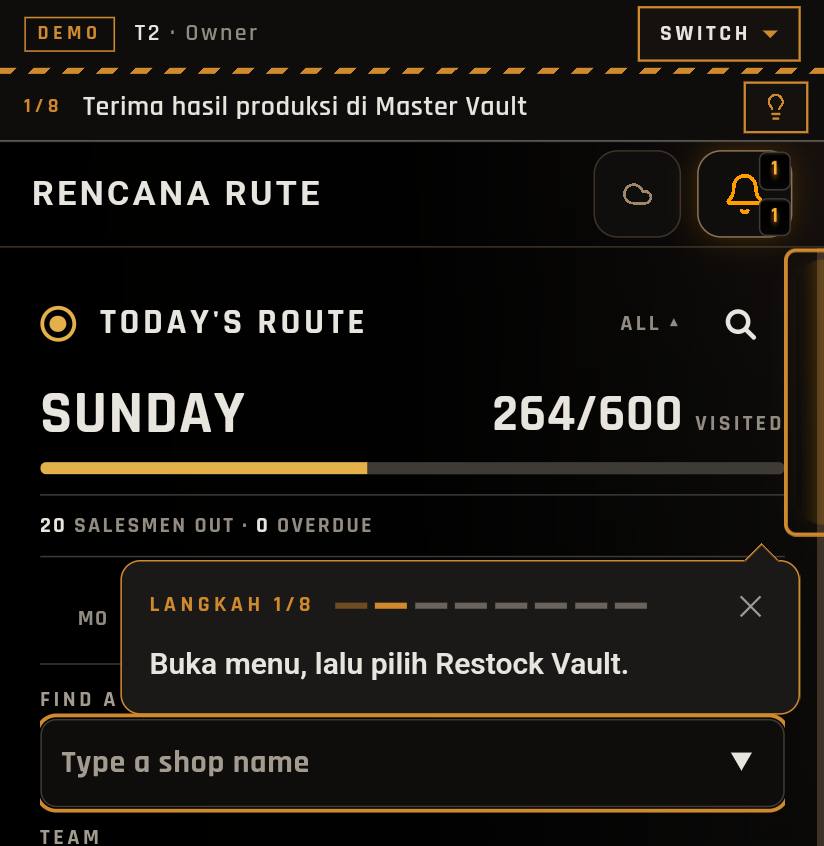 DEMO T2 · Owner SWITCH
1/8 Terima hasil produksi di Master Vault
RENCANA RUTE
1
1
TODAY'S ROUTE ALL ▲
SUNDAY 264/600 VISITED
20 SALESMEN OUT · 0 OVERDUE
LANGKAH 1/8
MO
Buka menu, lalu pilih Restock Vault.
FIND A
Type a shop name ▼
TEAM